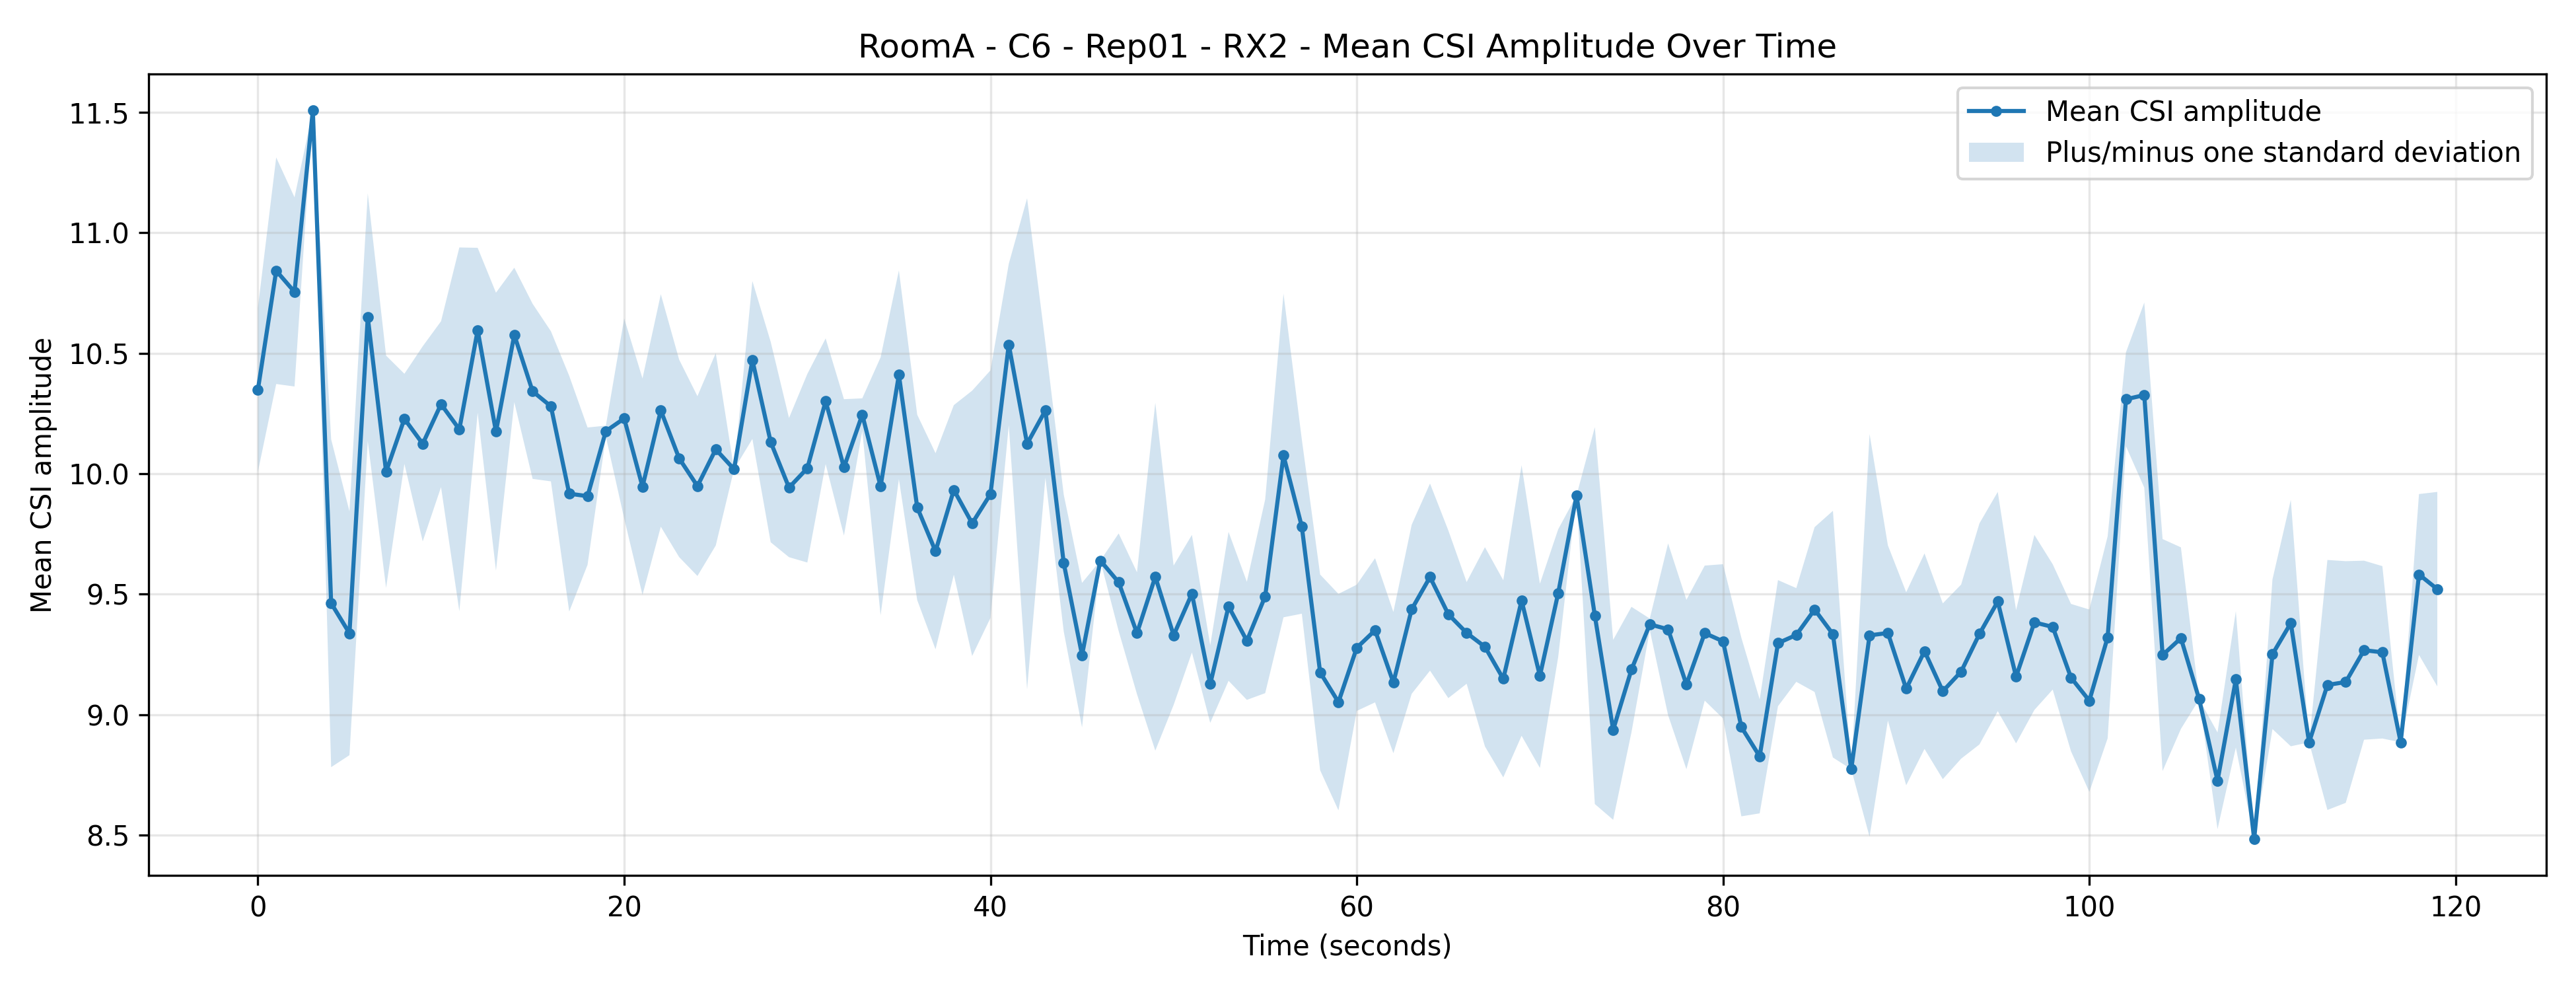 RoomA - C6 - Rep01 - RX2 - Mean CSI Amplitude Over Time
Mean CSI amplitude
Plus/minus one standard deviation
Mean CSI amplitude
11.5
11.0
10.5
10.0
9.5
9.0
8.5
0
20
40
60
80
100
120
Time (seconds)